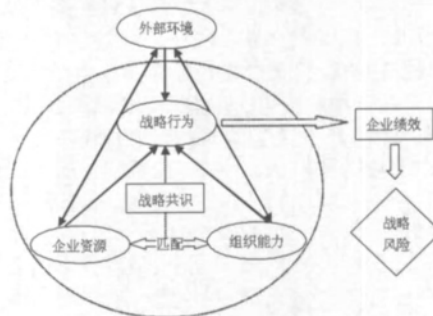 外部环境
战略行为
企业绩效
战略共识
战略
风险
企业资源
匹配
组织能力